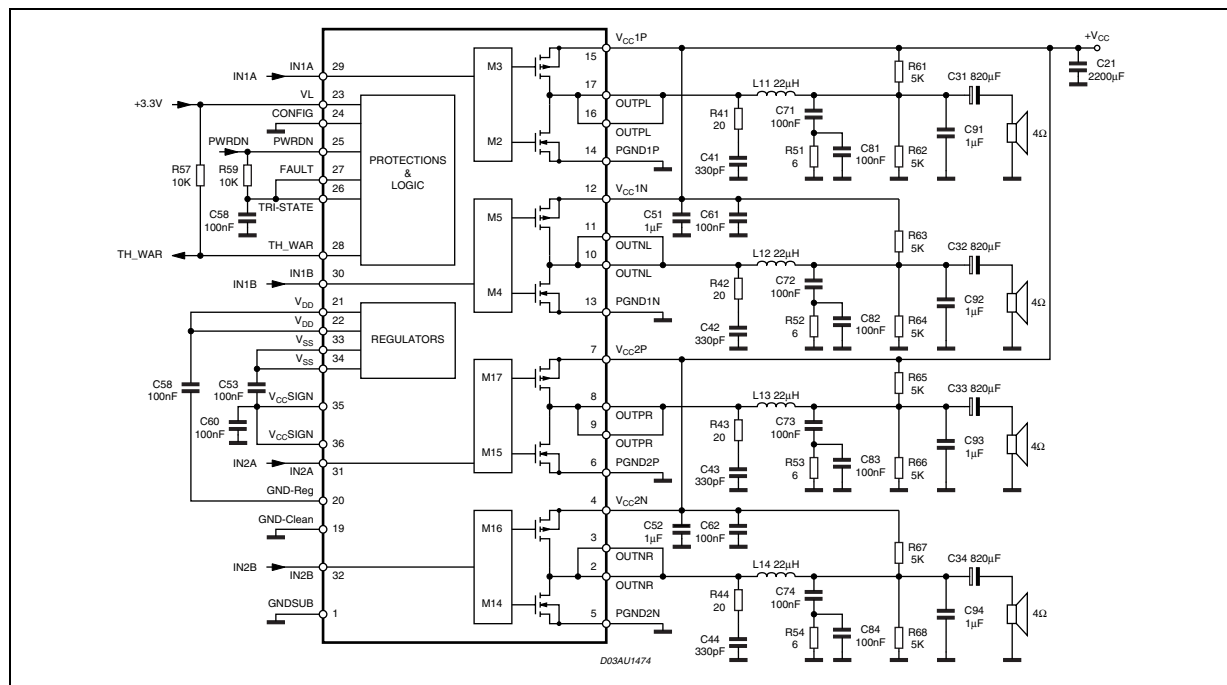 VCC1P
+VCC
15
C21
2200µF
IN1A
29
M3
17
OUTPL
16
OUTPL
M2
14
PGND1P
R61
5K
L11 22µH
C31 820µF
R41
20
C71
100nF
C41
330pF
R51
6
C81
100nF
R62
5K
C91
1µF
4Ω
+3.3V
VL
23
CONFIG
24
PWRDN
PWRDN
25
FAULT
27
26
TRI-STATE
R57
10K
R59
10K
C58
100nF
PROTECTIONS
&
LOGIC
TH_WAR
TH_WAR
28
IN1B
30
12
VCC1N
M5
11
OUTNL
10
OUTNL
M4
13
PGND1N
C51
1µF
C61
100nF
R63
5K
L12 22µH
C32 820µF
R42
20
C72
100nF
C42
330pF
R52
6
C82
100nF
R64
5K
C92
1µF
4Ω
VDD
21
VDD
22
VSS
33
VSS
34
REGULATORS
C58
100nF
C53
100nF
VCCSIGN
35
C60
100nF
VCCSIGN
36
IN2A
IN2A
31
GND-Reg
20
GND-Clean
19
7
VCC2P
M17
8
OUTPR
9
OUTPR
M15
6
PGND2P
R65
5K
L13 22µH
C33 820µF
R43
20
C73
100nF
C43
330pF
R53
6
C83
100nF
R66
5K
C93
1µF
4Ω
4
VCC2N
M16
3
OUTNR
2
OUTNR
M14
5
PGND2N
IN2B
IN2B
32
GNDSUB
1
C52
1µF
C62
100nF
R67
5K
L14 22µH
C34 820µF
R44
20
C74
100nF
C44
330pF
R54
6
C84
100nF
R68
5K
C94
1µF
4Ω
D03AU1474